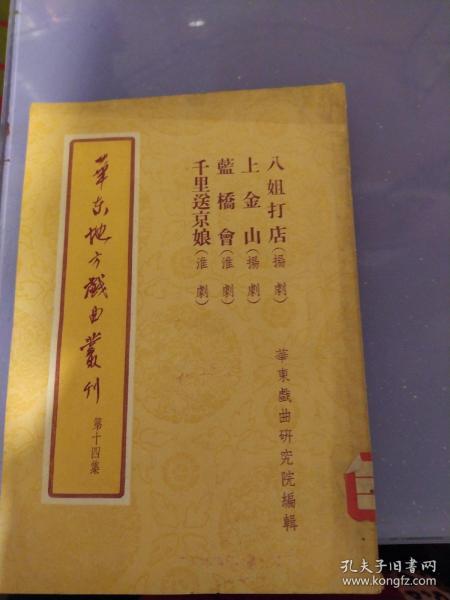 華东地方戲曲叢刊
第十四集
八姐打店(揚劇)
上金山(揚劇)
藍橋會(淮劇)
千里送京娘(淮劇)
華東戲曲研究院編輯
孔夫子旧书网
www.kongfz.com